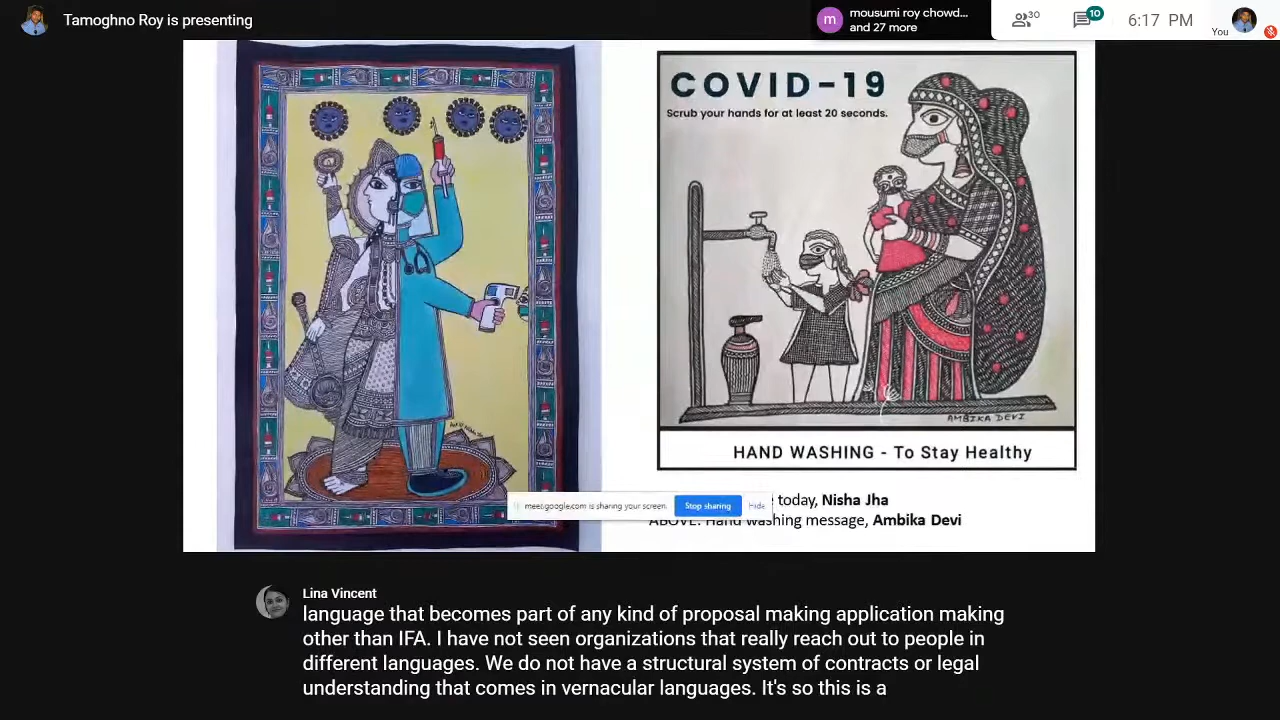 Tamoghno Roy is presenting
m
mousumi roy chowd...
and 27 more
30
10
6:17 PM
You
COVID-19
Scrub your hands for at least 20 seconds.
AMBIKA DEVI
HAND WASHING - To Stay Healthy
today, Nisha Jha
ABOVE: Hand washing message, Ambika Devi
meet.google.com is sharing your screen.
Stop sharing
Hide
Lina Vincent
language that becomes part of any kind of proposal making application making
other than IFA. I have not seen organizations that really reach out to people in
different languages. We do not have a structural system of contracts or legal
understanding that comes in vernacular languages. It's so this is a